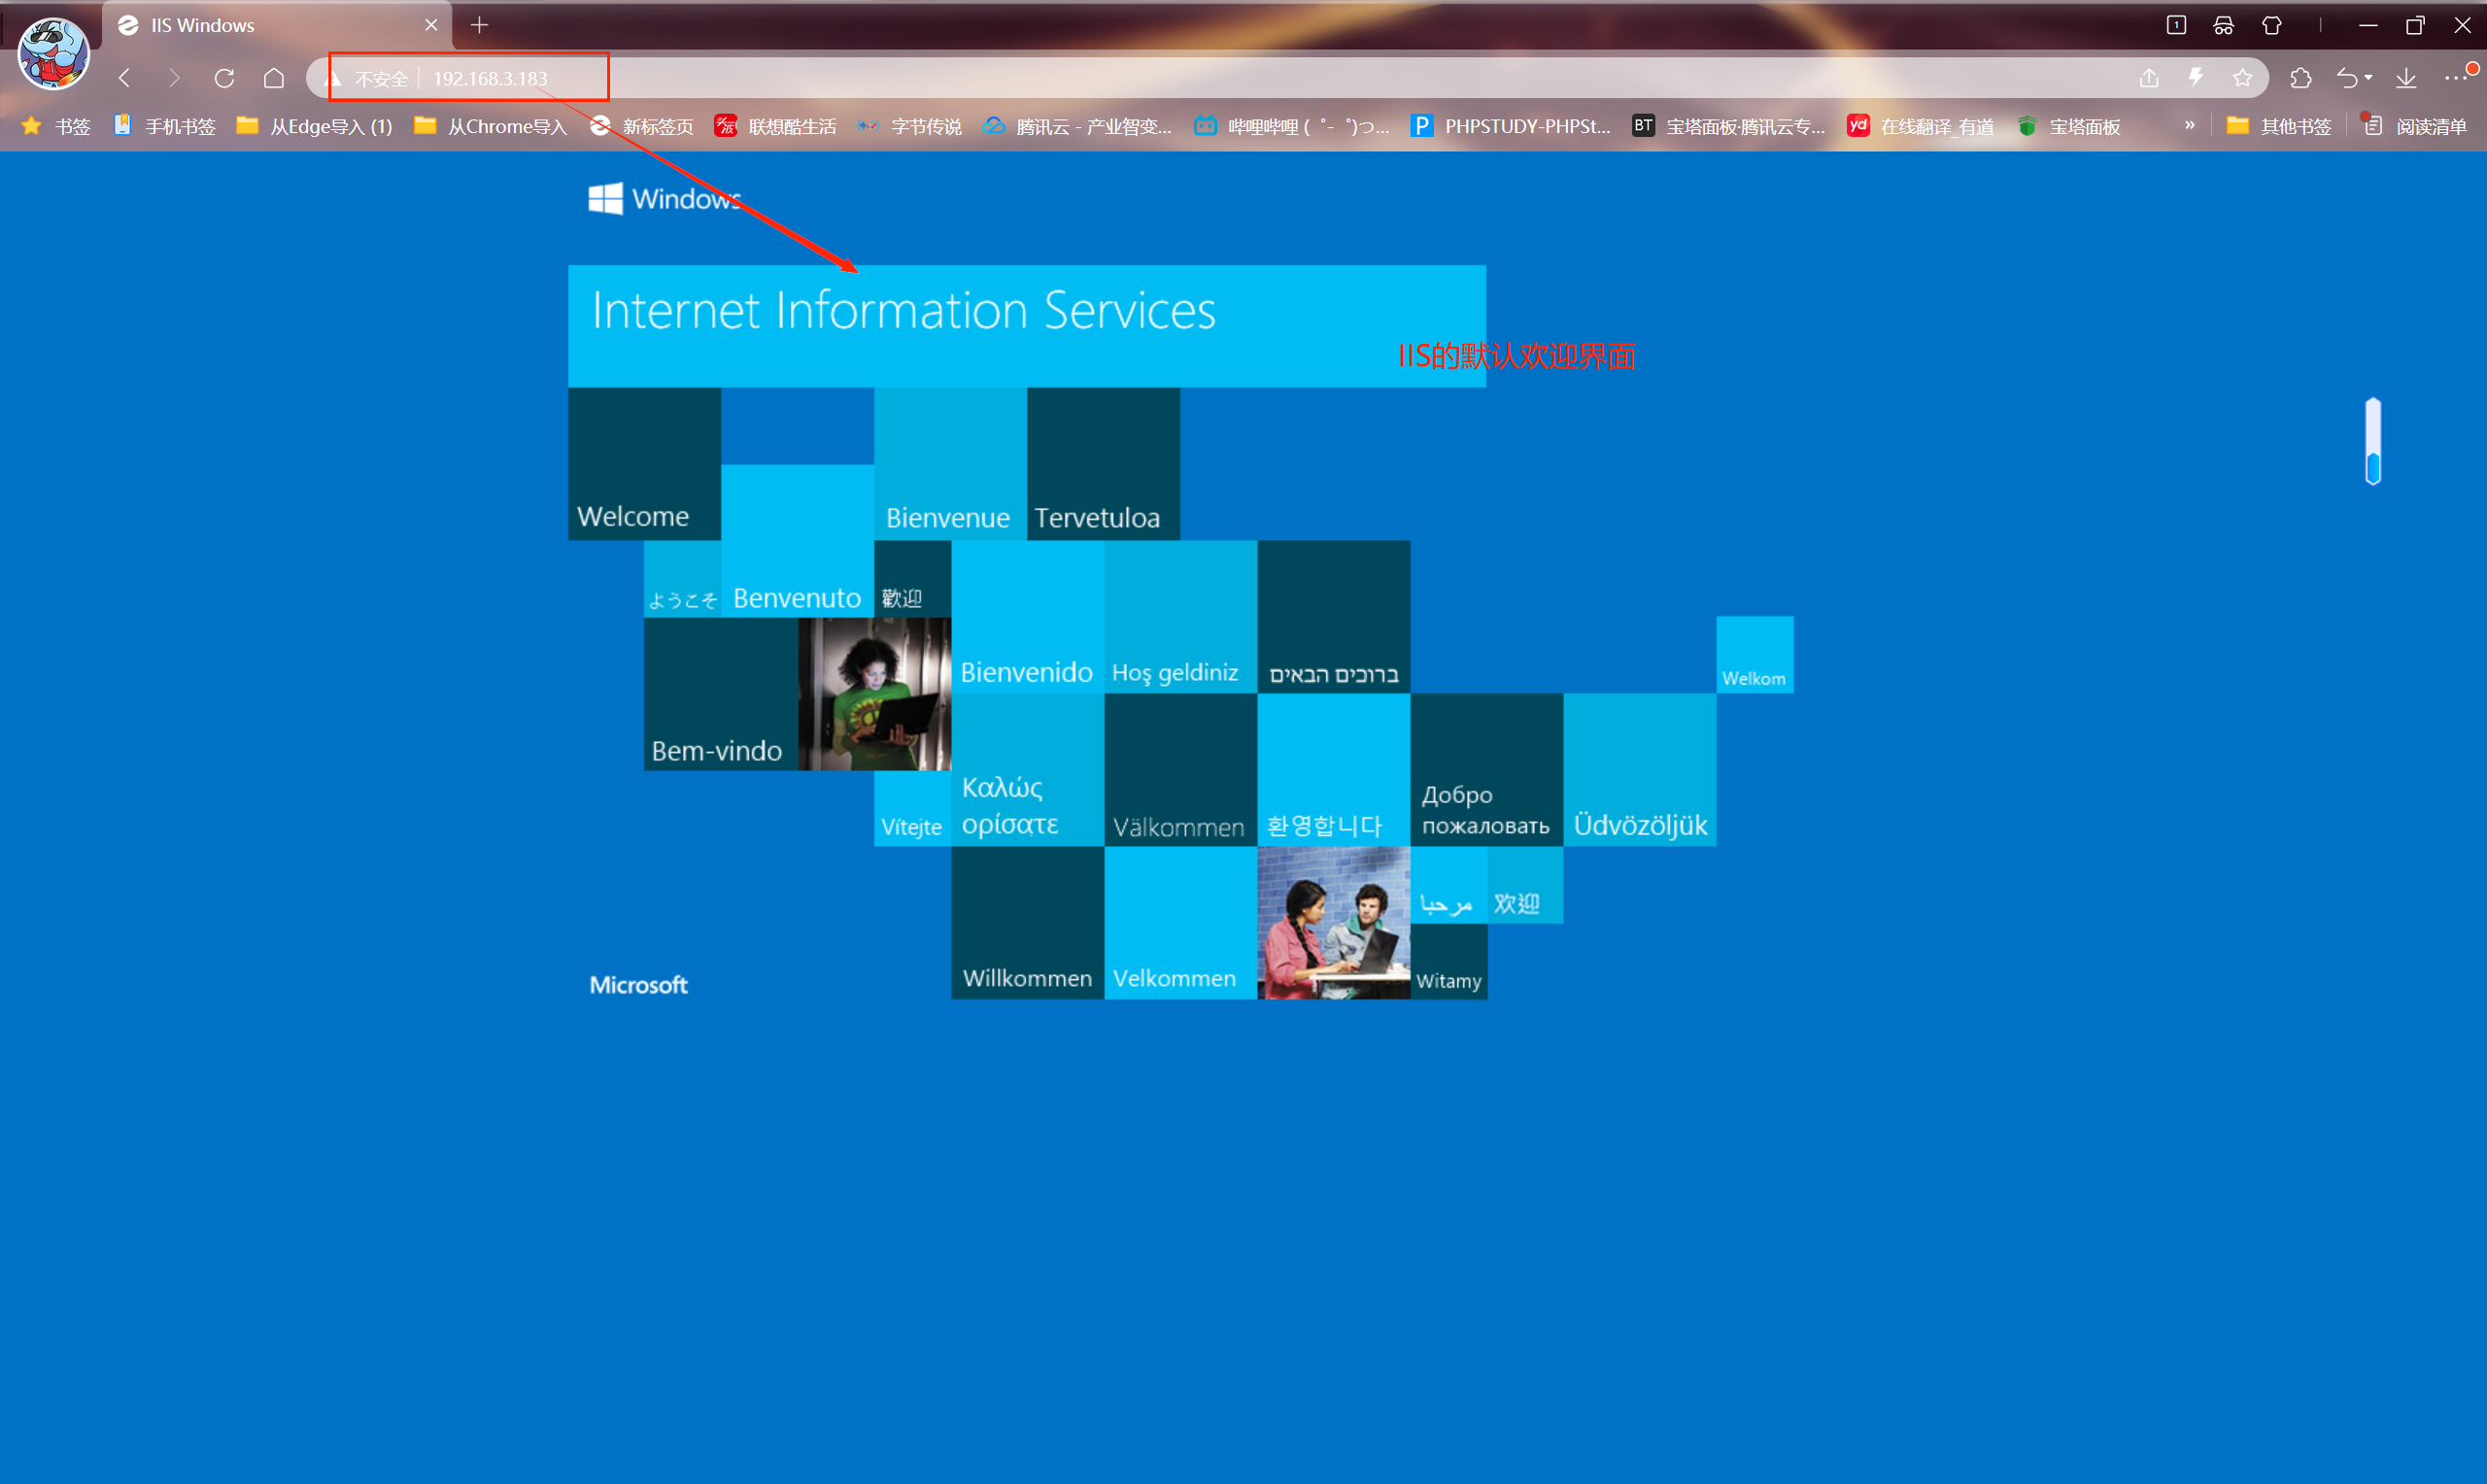 IIS Windows
1
不安全 192.168.3.183
书签 手机书签 从Edge导入 (1) 从Chrome导入 新标签页 联想酷生活 字节传说 腾讯云 - 产业智变... 哔哩哔哩 ( ゜- ゜)つ... P PHPSTUDY-PHPSt... BT 宝塔面板·腾讯云专... yd 在线翻译_有道 宝塔面板 » 其他书签 阅读清单
Windows
Internet Information Services
IIS的默认欢迎界面
Welcome
Bienvenue
Tervetuloa
ようこそ
Benvenuto
歡迎
Bienvenido
Hoş geldiniz
ברוכים הבאים
Welkom
Bem-vindo
Vítejte
Καλώς
ορίσατε
Välkommen
환영합니다
Добро
пожаловать
Üdvözöljük
مرحبا
欢迎
Microsoft
Willkommen
Velkommen
Witamy